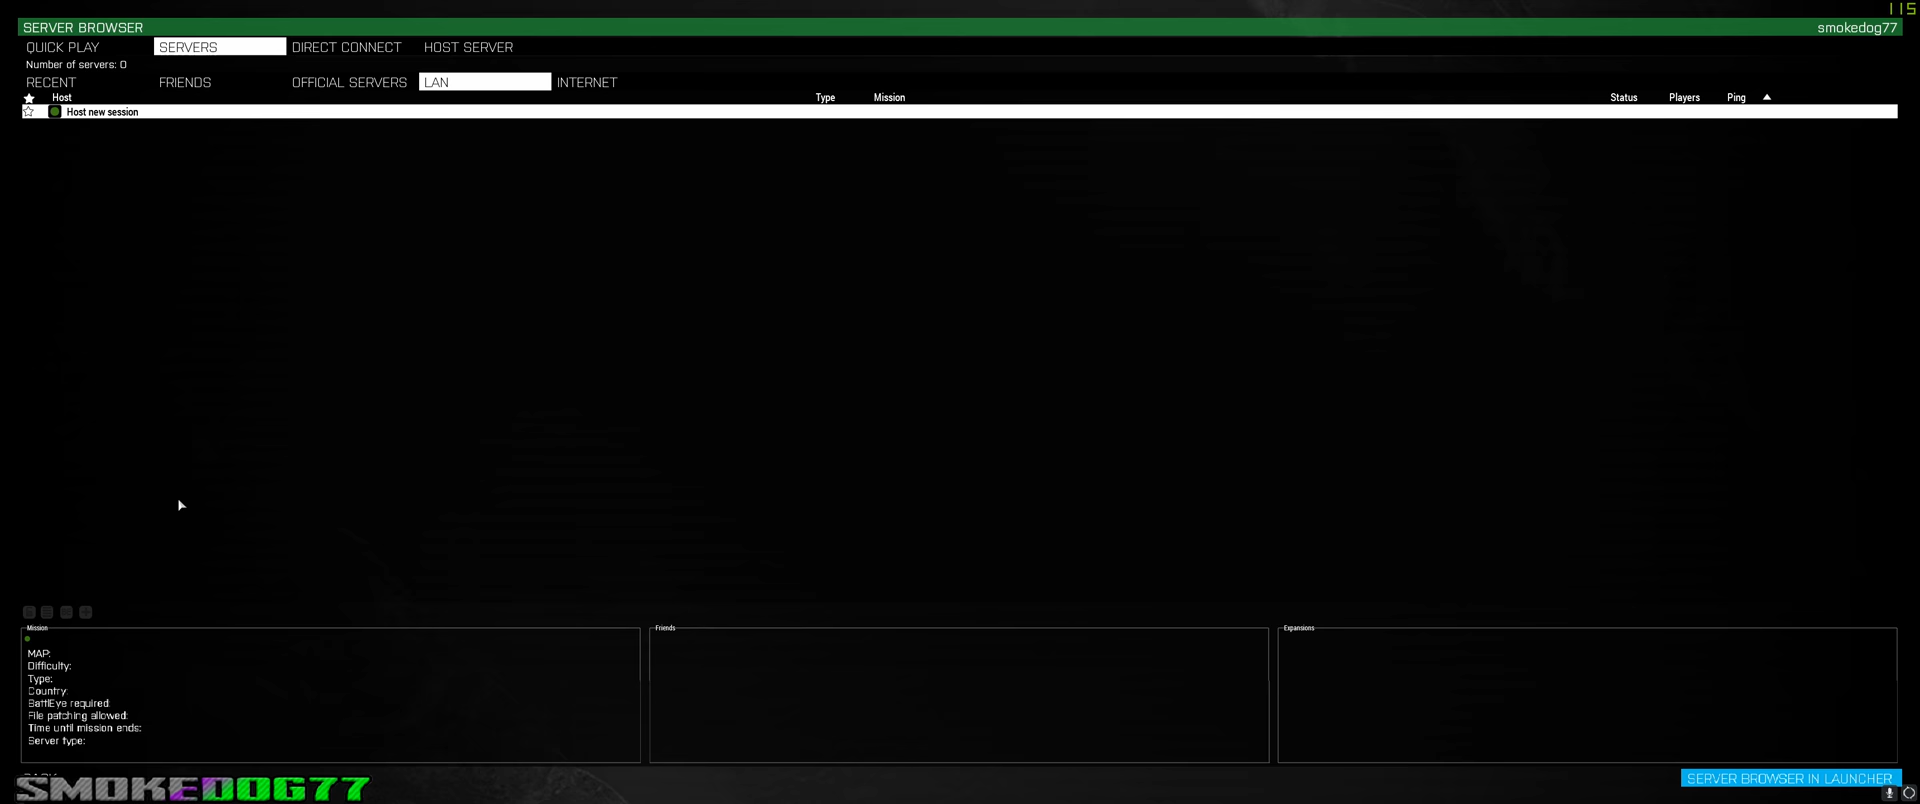 115
SERVER BROWSER smokedog77
QUICK PLAY SERVERS DIRECT CONNECT HOST SERVER
Number of servers: 0
RECENT FRIENDS OFFICIAL SERVERS LAN INTERNET
Host Type Mission Status Players Ping
Host new session
Mission Friends Expansions
MAP:
Difficulty:
Type:
Country:
BattlEye required:
File patching allowed:
Time until mission ends:
Server type:
SMOKEDOG77
SERVER BROWSER IN LAUNCHER